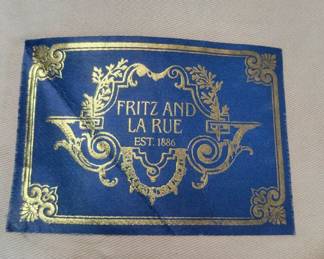 FRITZ AND
LA RUE
EST. 1886